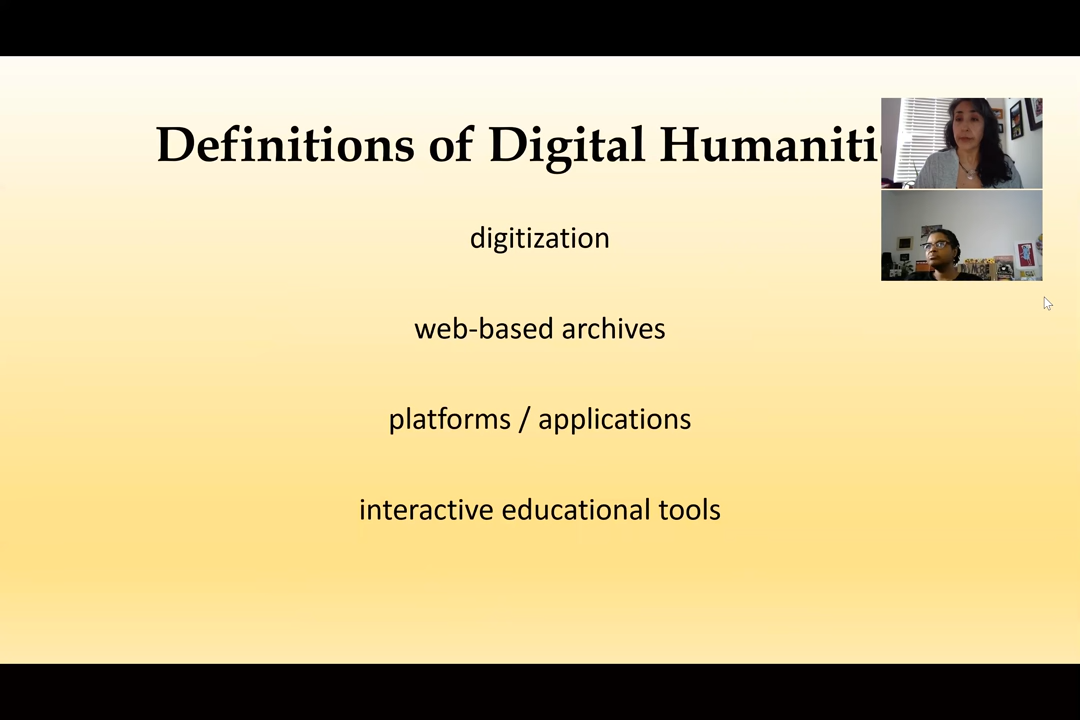 Definitions of Digital Humaniti
digitization
web-based archives
platforms / applications
interactive educational tools